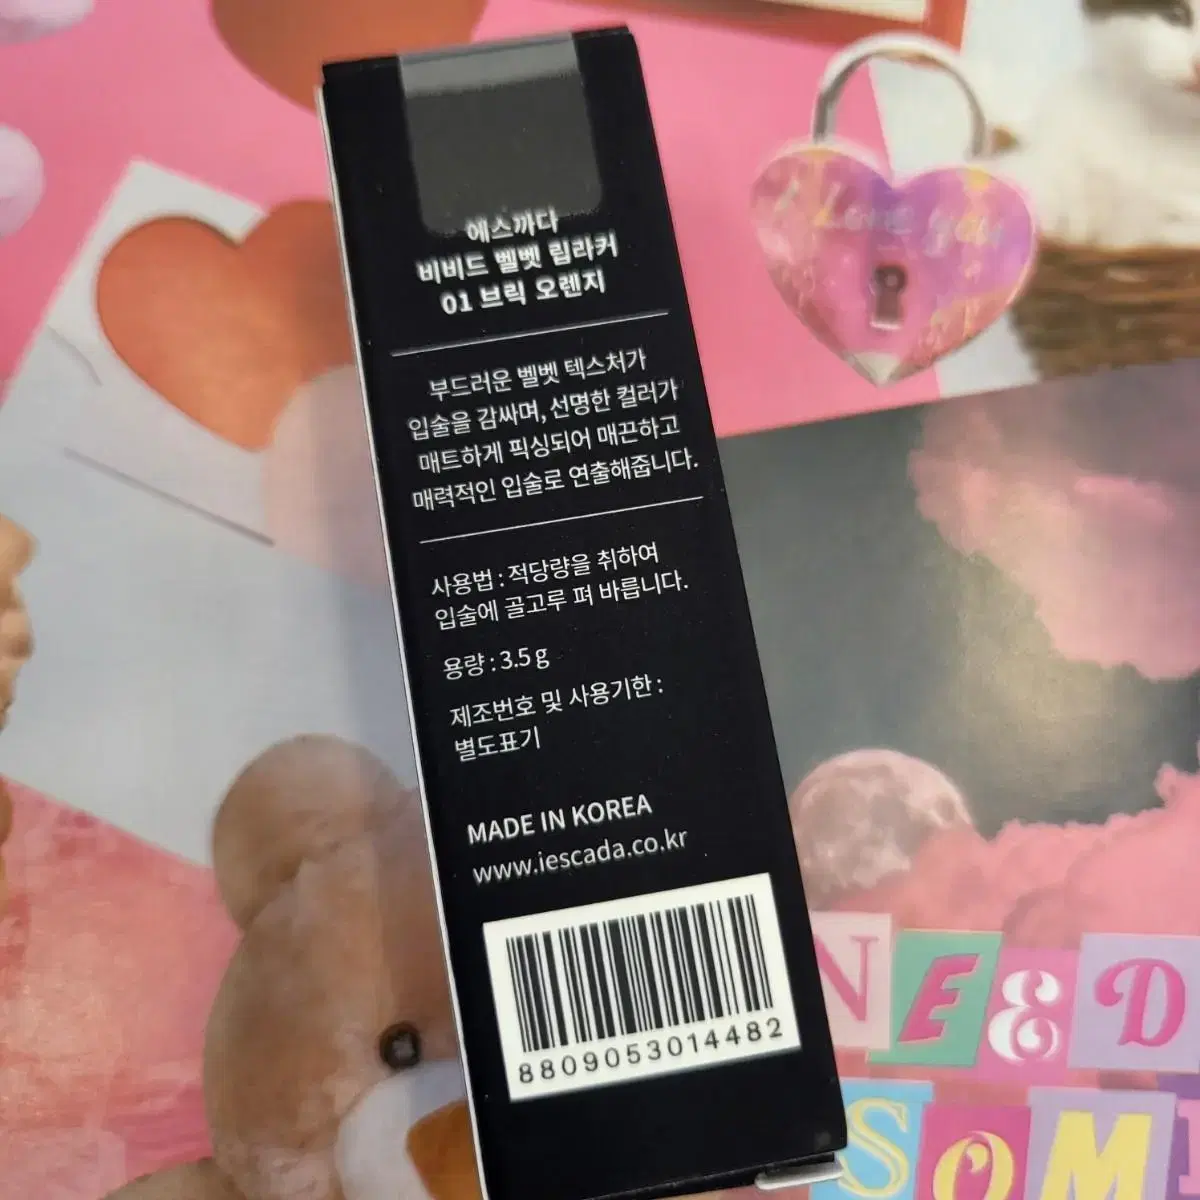 에스까다
비비드 벨벳 립라커
01 브릭 오렌지
부드러운 벨벳 텍스처가
입술을 감싸며, 선명한 컬러가
매트하게 픽싱되어 매끈하고
매력적인 입술로 연출해줍니다.
사용법 : 적당량을 취하여
입술에 골고루 펴 바릅니다.
용량 : 3.5 g
제조번호 및 사용기한 :
별도표기
MADE IN KOREA
www.iescada.co.kr
8809053014482
I Love you
NEED
SOM